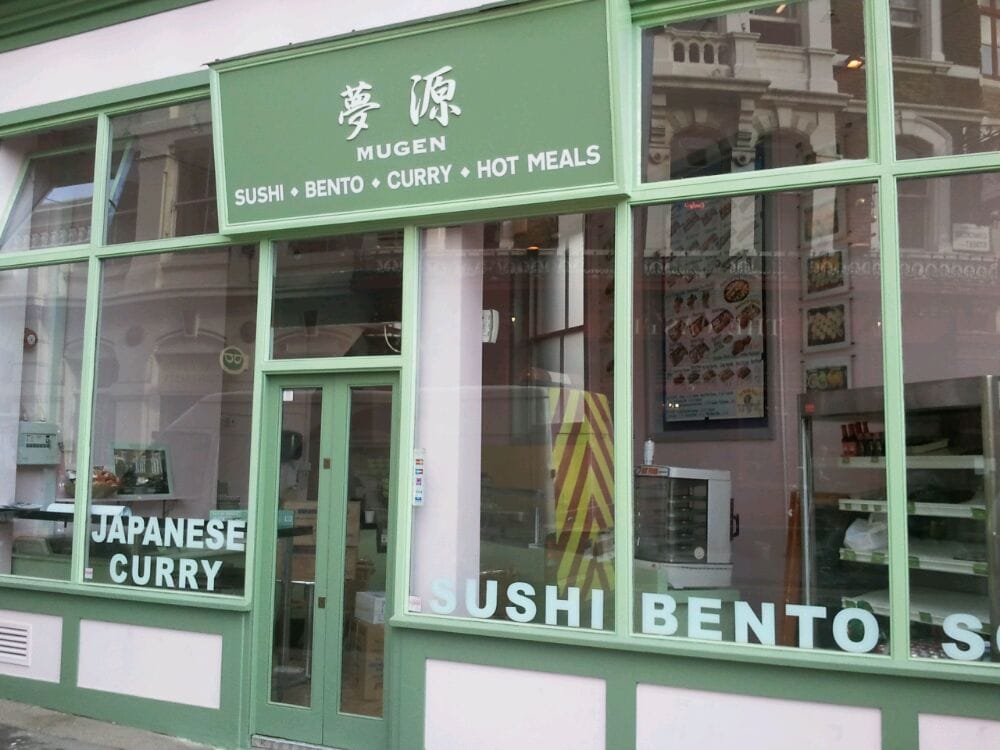 夢源
MUGEN
SUSHI ⬥ BENTO ⬥ CURRY ⬥ HOT MEALS
JAPANESE
CURRY
SUSHI BENTO